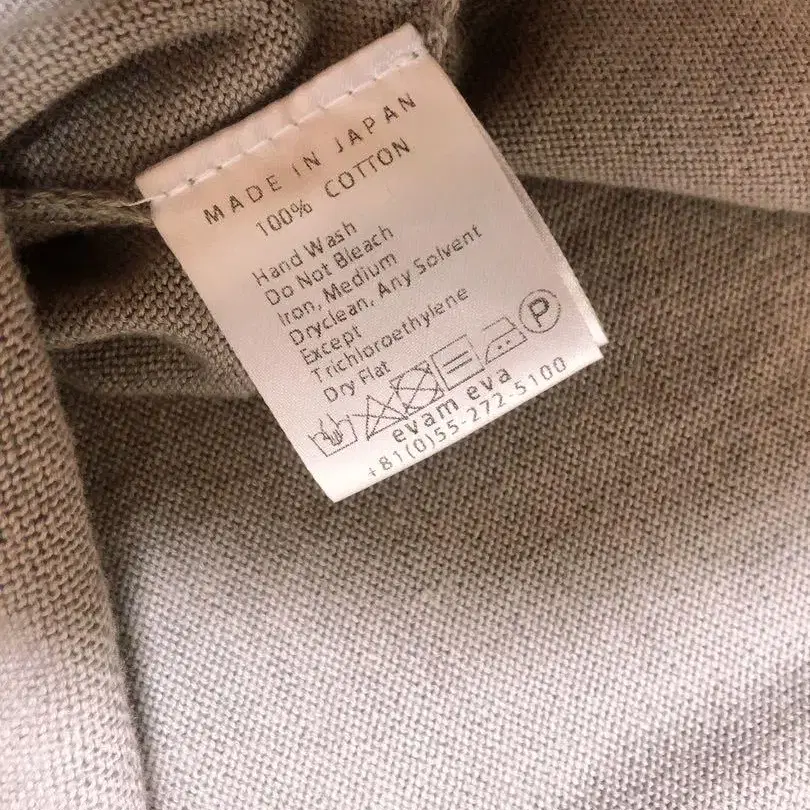 MADE IN JAPAN
100% COTTON
Hand Wash
Do Not Bleach
Iron, Medium
Dryclean, Any Solvent
Except
Trichloroethylene
Dry Flat
P
evam eva
+81(0)55-272-5100